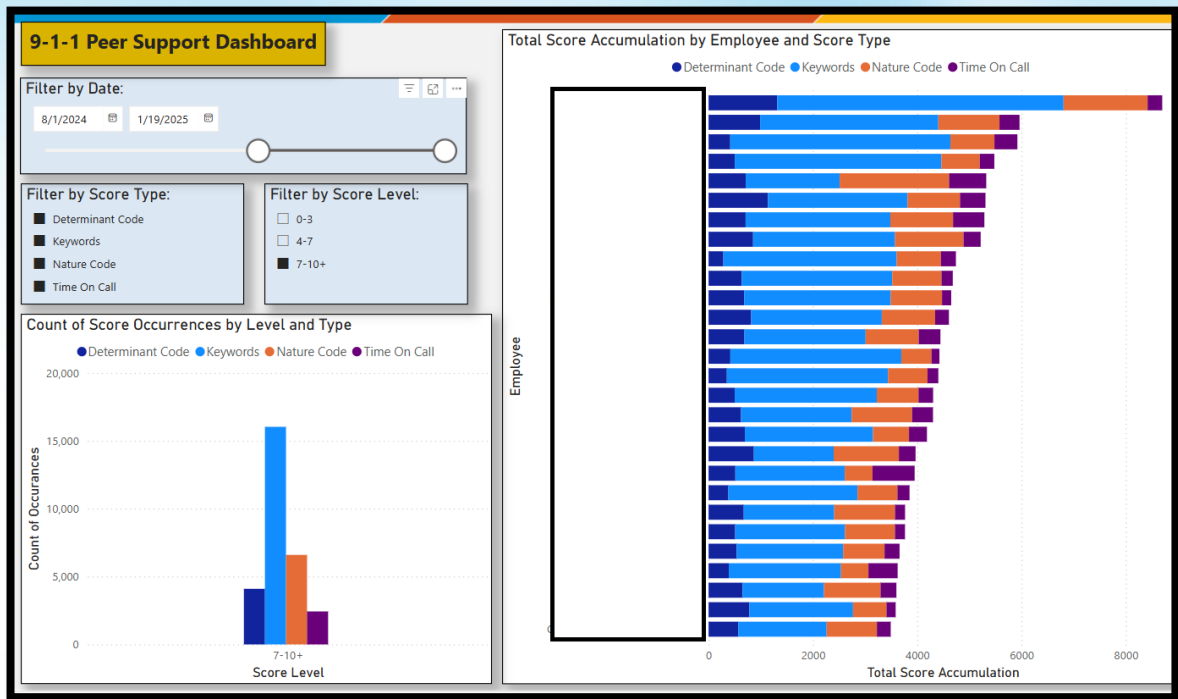 9-1-1 Peer Support Dashboard
Filter by Date:
8/1/2024 1/19/2025
Filter by Score Type:
Determinant Code
Keywords
Nature Code
Time On Call
Filter by Score Level:
0-3
4-7
7-10+
Count of Score Occurrences by Level and Type
Determinant Code Keywords Nature Code Time On Call
Count of Occurances
20,000
15,000
10,000
5,000
0
7-10+
Score Level
Total Score Accumulation by Employee and Score Type
Determinant Code Keywords Nature Code Time On Call
Employee
0 2000 4000 6000 8000
Total Score Accumulation